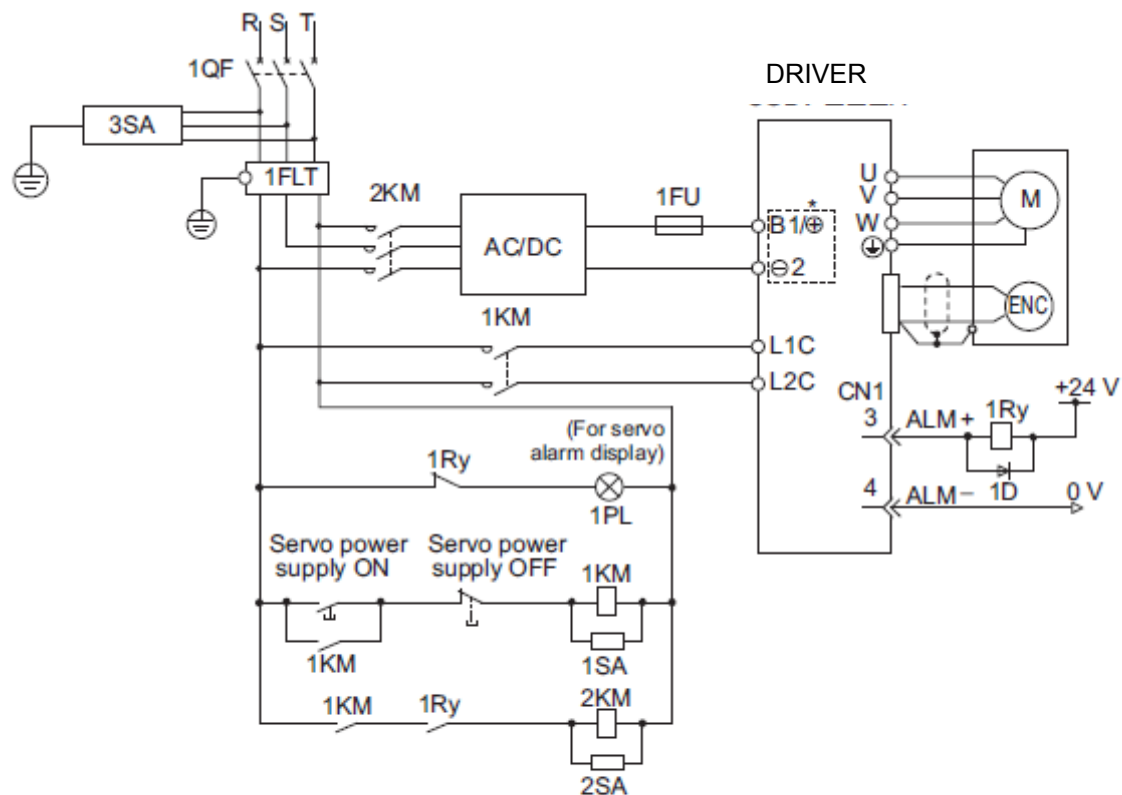 R S T
1QF
DRIVER
3SA
1FLT
2KM
1FU
AC/DC
*
B1/⊕
⊖2
U
V
W
M
ENC
1KM
L1C
L2C
CN1
+24 V
3
ALM+
1Ry
1D
4
ALM−
0 V
(For servo
alarm display)
1Ry
1PL
Servo power
supply ON
Servo power
supply OFF
1KM
1KM
1SA
1KM
1Ry
2KM
2SA